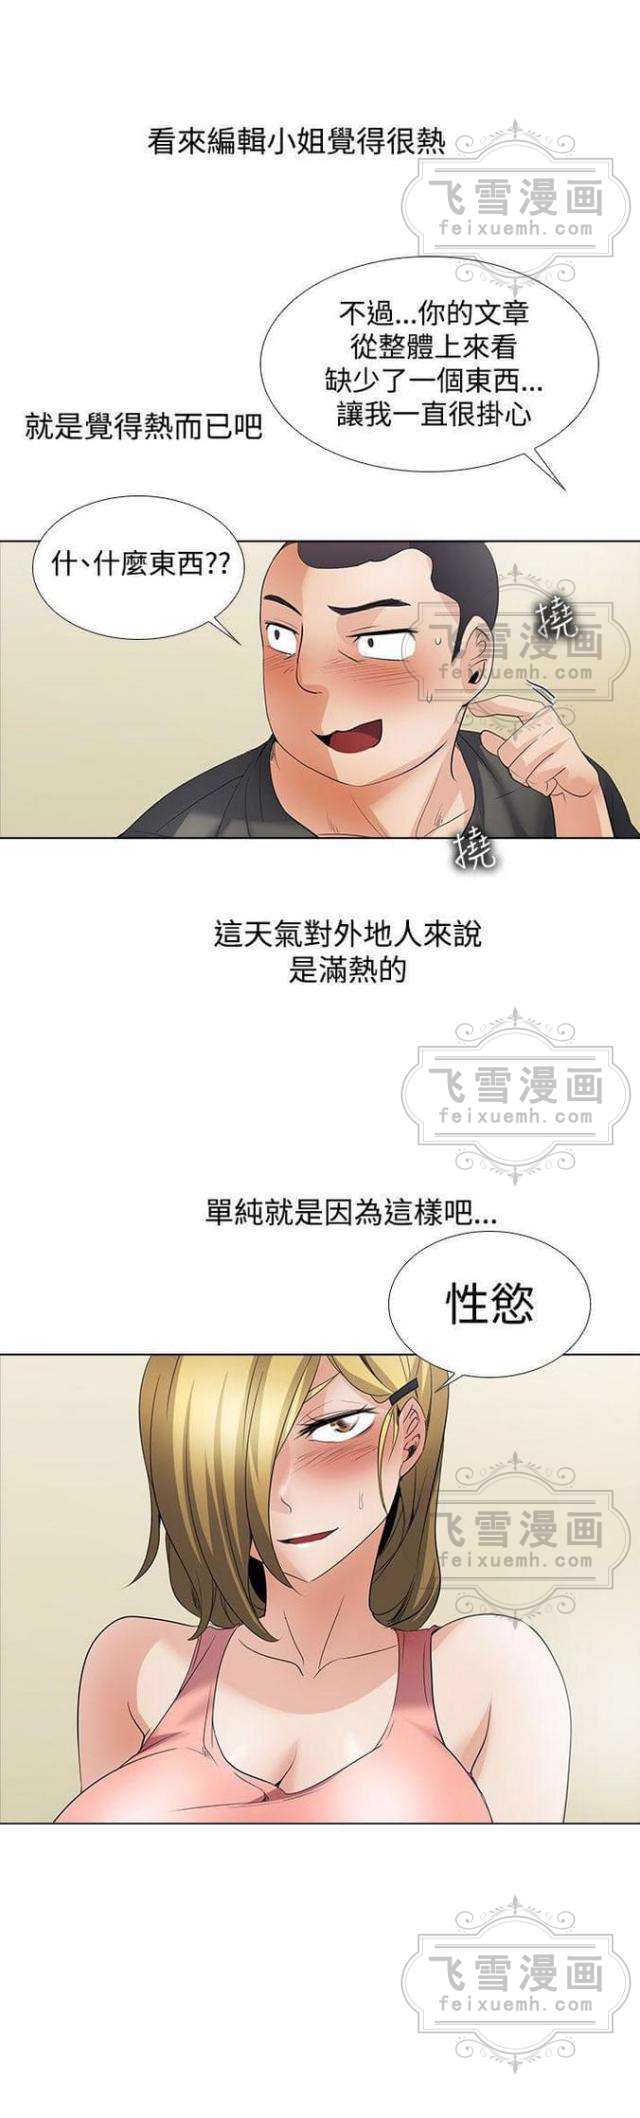 看來編輯小姐覺得很熱
飞雪漫画
feixuemh.com
不過...你的文章
從整體上來看
缺少了一個東西...
讓我一直很掛心
就是覺得熱而已吧
什、什麼東西??
撓
飞雪漫画
feixuemh.com
撓
這天氣對外地人來說
是滿熱的
飞雪漫画
feixuemh.com
單純就是因為這樣吧...
性慾
飞雪漫画
feixuemh.com
飞雪漫画
feixuemh.com